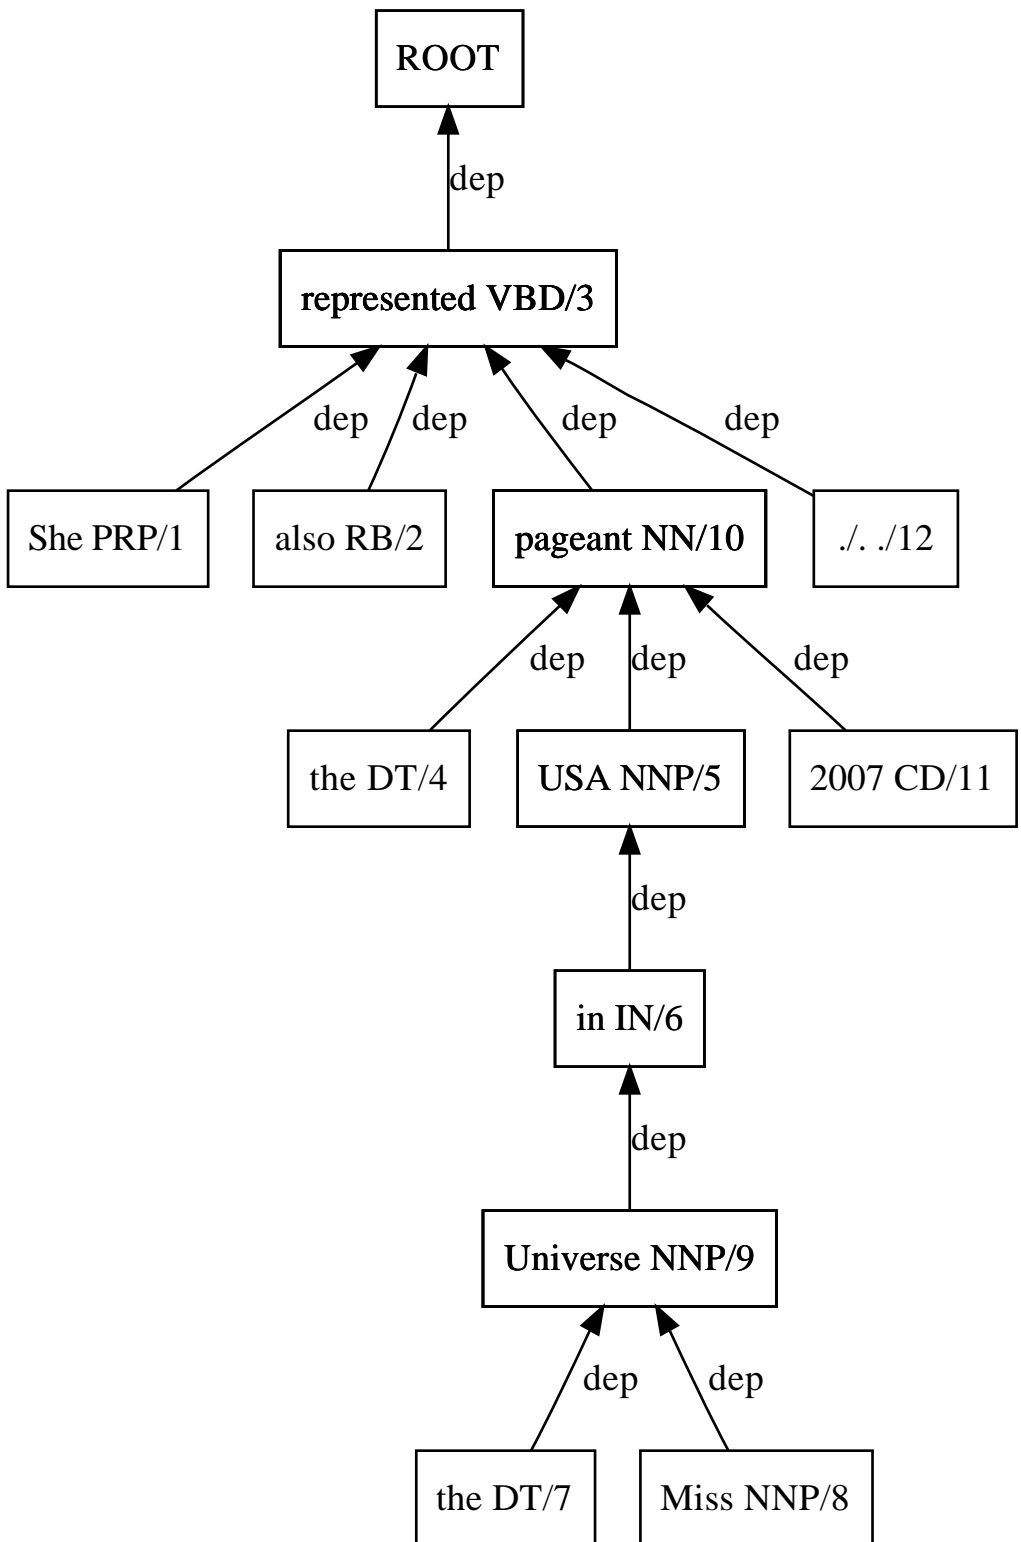 ROOT
dep
represented VBD/3
dep dep dep dep
She PRP/1 also RB/2 pageant NN/10 ./. ./12
dep dep dep
the DT/4 USA NNP/5 2007 CD/11
dep
in IN/6
dep
Universe NNP/9
dep dep
the DT/7 Miss NNP/8